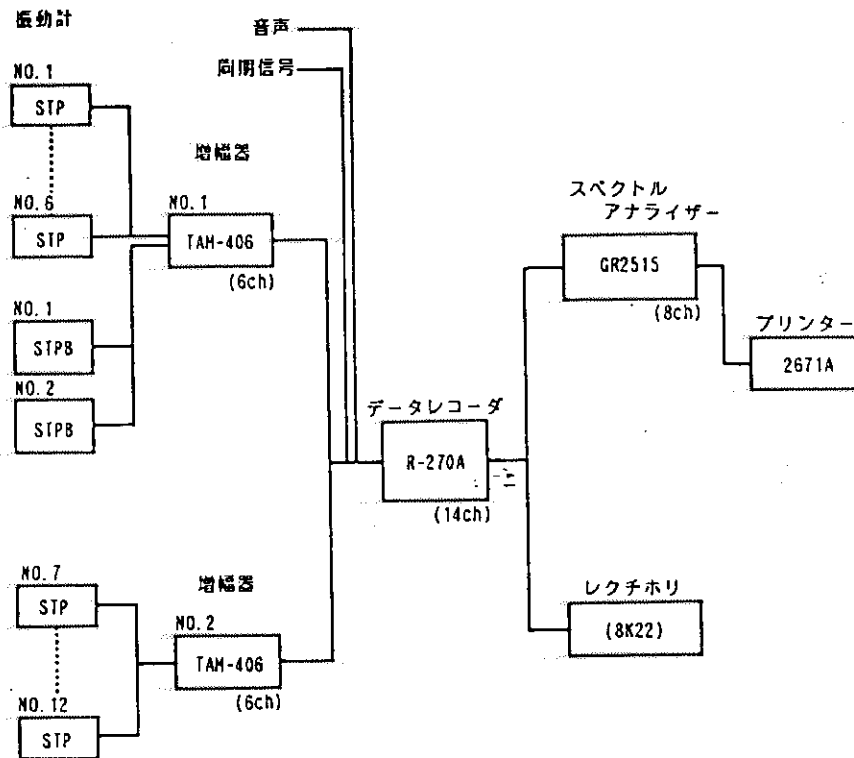 振動計
NO.1
STP
NO.6
STP
NO.1
STPB
NO.2
STPB
NO.7
STP
NO.12
STP
増幅器
NO.1
TAM-406
(6ch)
増幅器
NO.2
TAM-406
(6ch)
音声
同期信号
データレコーダ
R-270A
(14ch)
スペクトル
アナライザー
GR2515
(8ch)
プリンター
2671A
レクチホリ
(8K22)